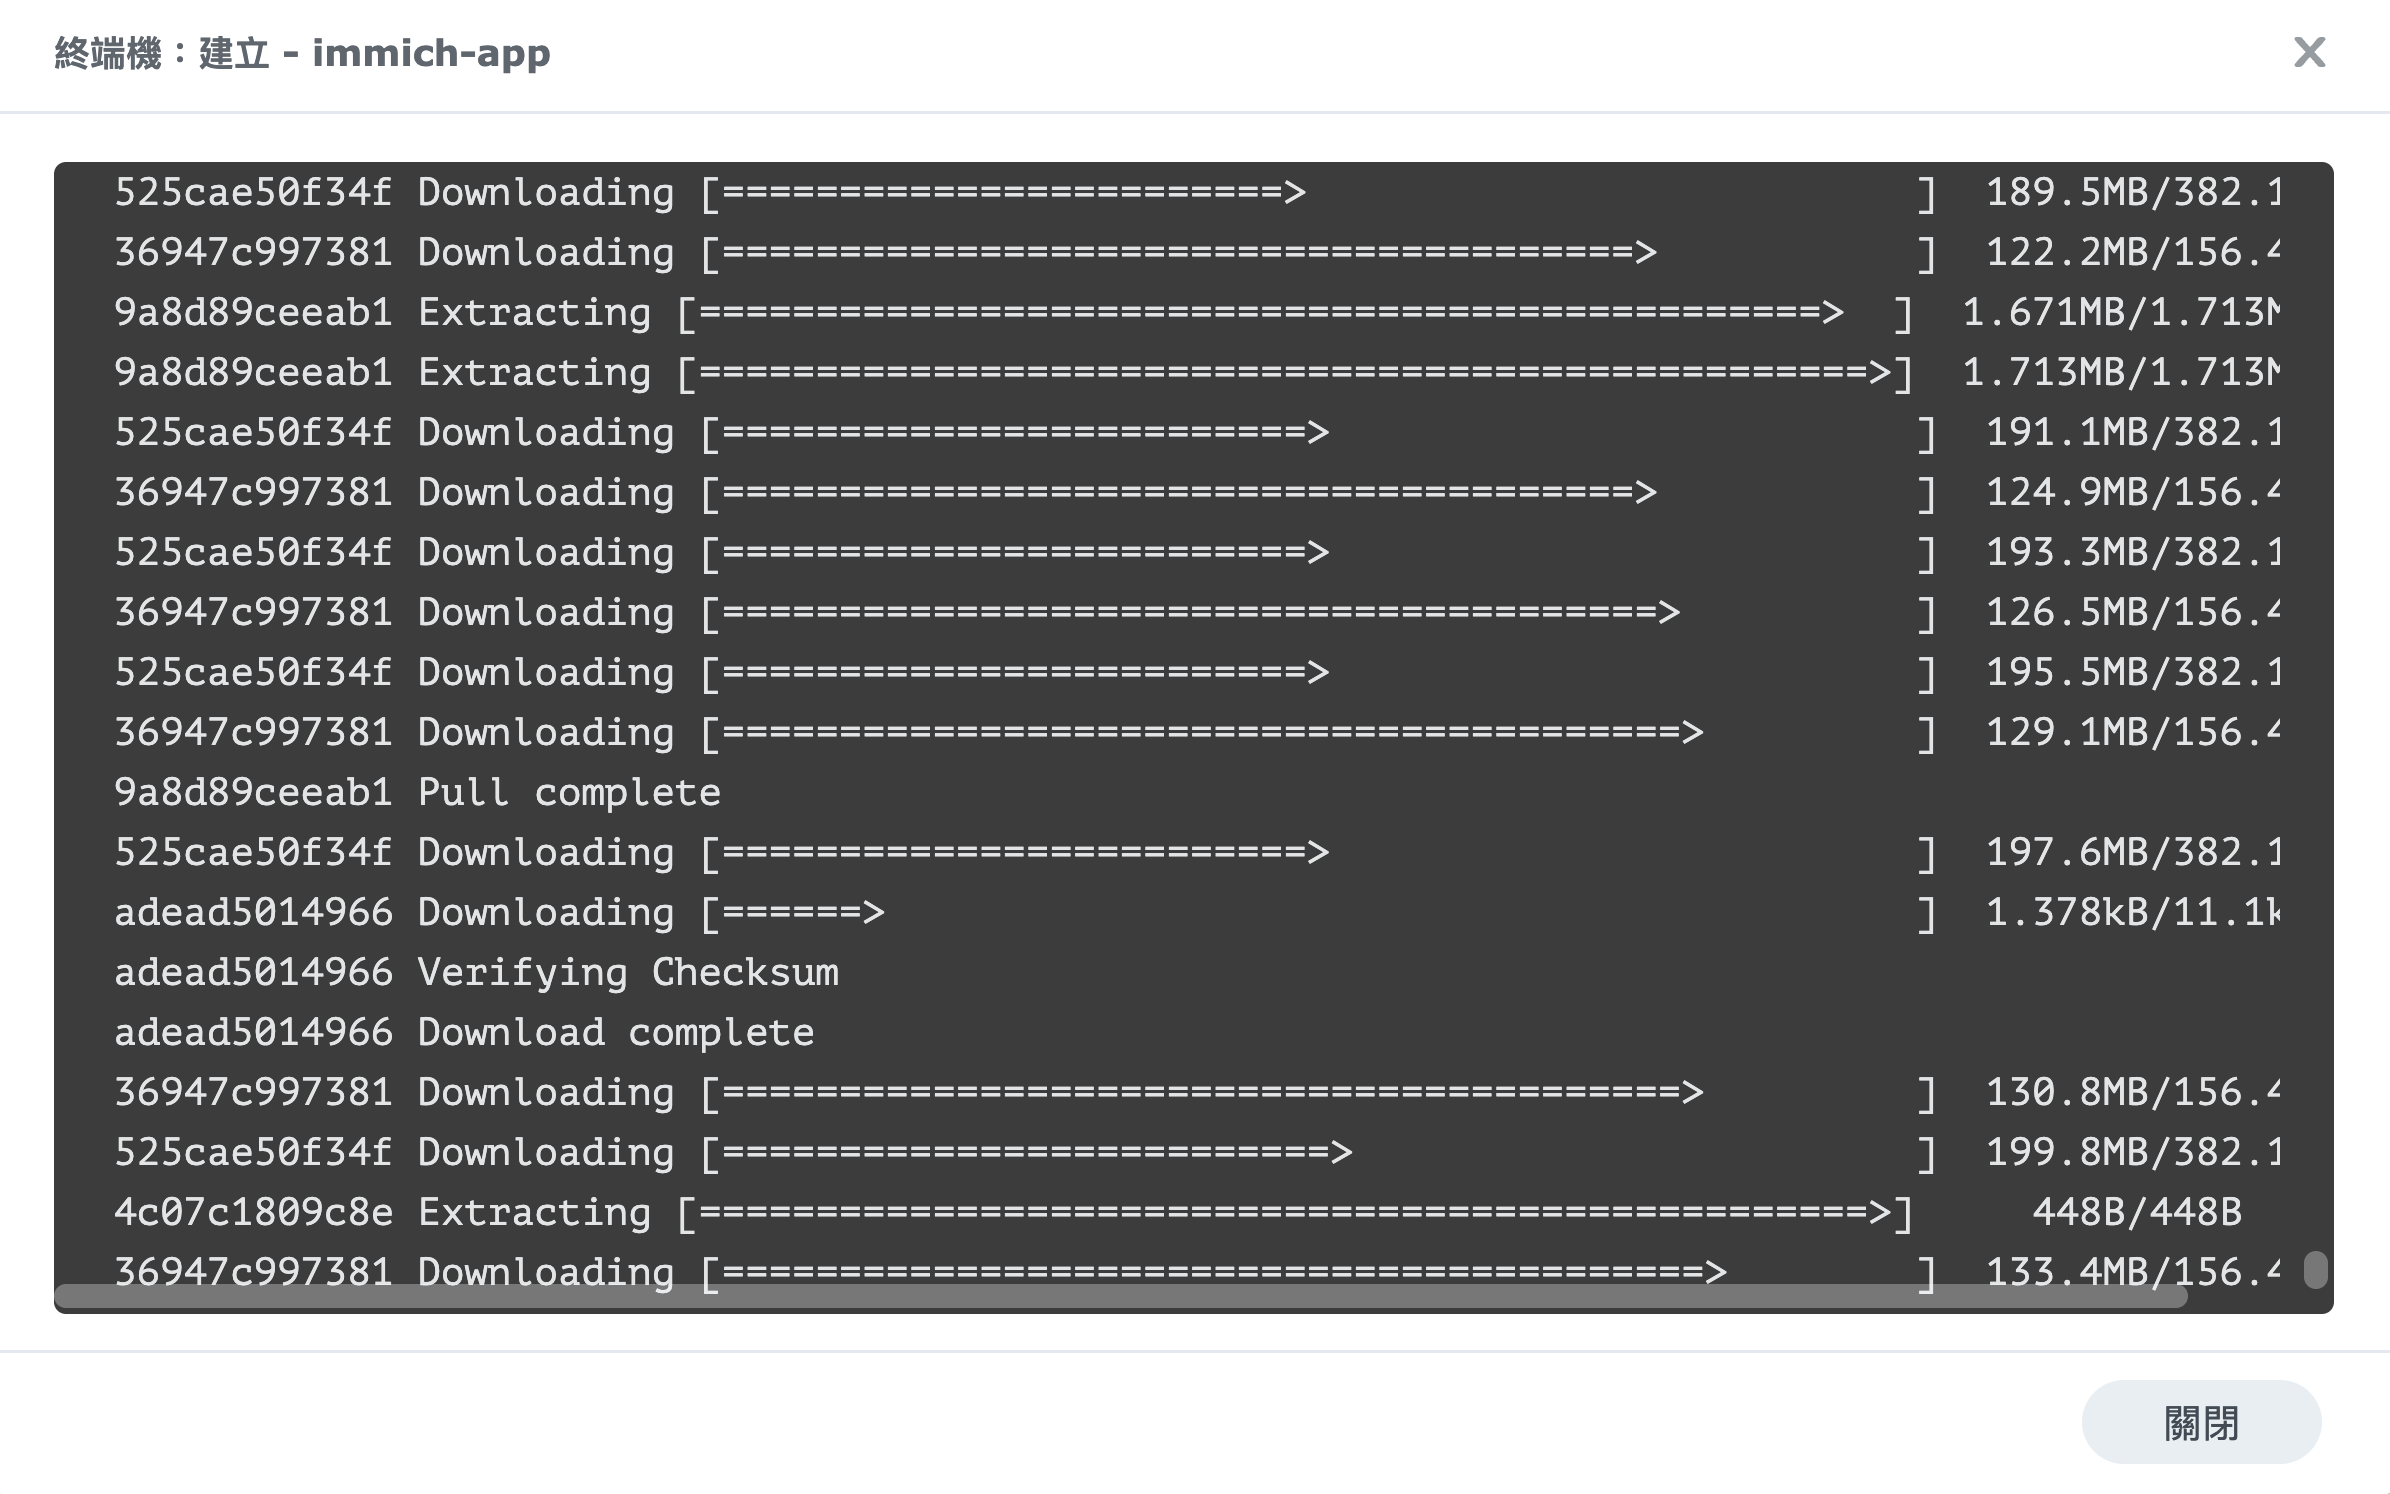 終端機：建立 - immich-app
525cae50f34f Downloading [========================>                          ]  189.5MB/382.1
36947c997381 Downloading [=======================================>           ]  122.2MB/156.4
9a8d89ceeab1 Extracting [================================================>  ]  1.671MB/1.713M
9a8d89ceeab1 Extracting [==================================================>]  1.713MB/1.713M
525cae50f34f Downloading [=========================>                         ]  191.1MB/382.1
36947c997381 Downloading [=======================================>           ]  124.9MB/156.4
525cae50f34f Downloading [=========================>                         ]  193.3MB/382.1
36947c997381 Downloading [========================================>          ]  126.5MB/156.4
525cae50f34f Downloading [=========================>                         ]  195.5MB/382.1
36947c997381 Downloading [=========================================>         ]  129.1MB/156.4
9a8d89ceeab1 Pull complete
525cae50f34f Downloading [=========================>                         ]  197.6MB/382.1
adead5014966 Downloading [======>                                            ]  1.378kB/11.1k
adead5014966 Verifying Checksum
adead5014966 Download complete
36947c997381 Downloading [=========================================>         ]  130.8MB/156.4
525cae50f34f Downloading [==========================>                        ]  199.8MB/382.1
4c07c1809c8e Extracting [==================================================>]     448B/448B
36947c997381 Downloading [==========================================>        ]  133.4MB/156.4
關閉